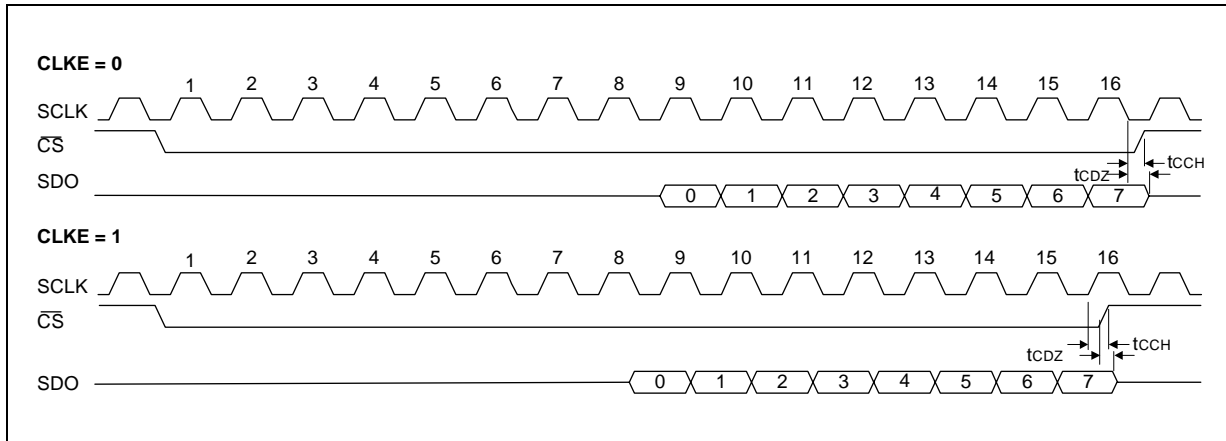 CLKE = 0
1 2 3 4 5 6 7 8 9 10 11 12 13 14 15 16
SCLK
CS
tCCH
SDO
tCDZ
0 1 2 3 4 5 6 7
CLKE = 1
1 2 3 4 5 6 7 8 9 10 11 12 13 14 15 16
SCLK
CS
tCDZ tCCH
SDO
0 1 2 3 4 5 6 7